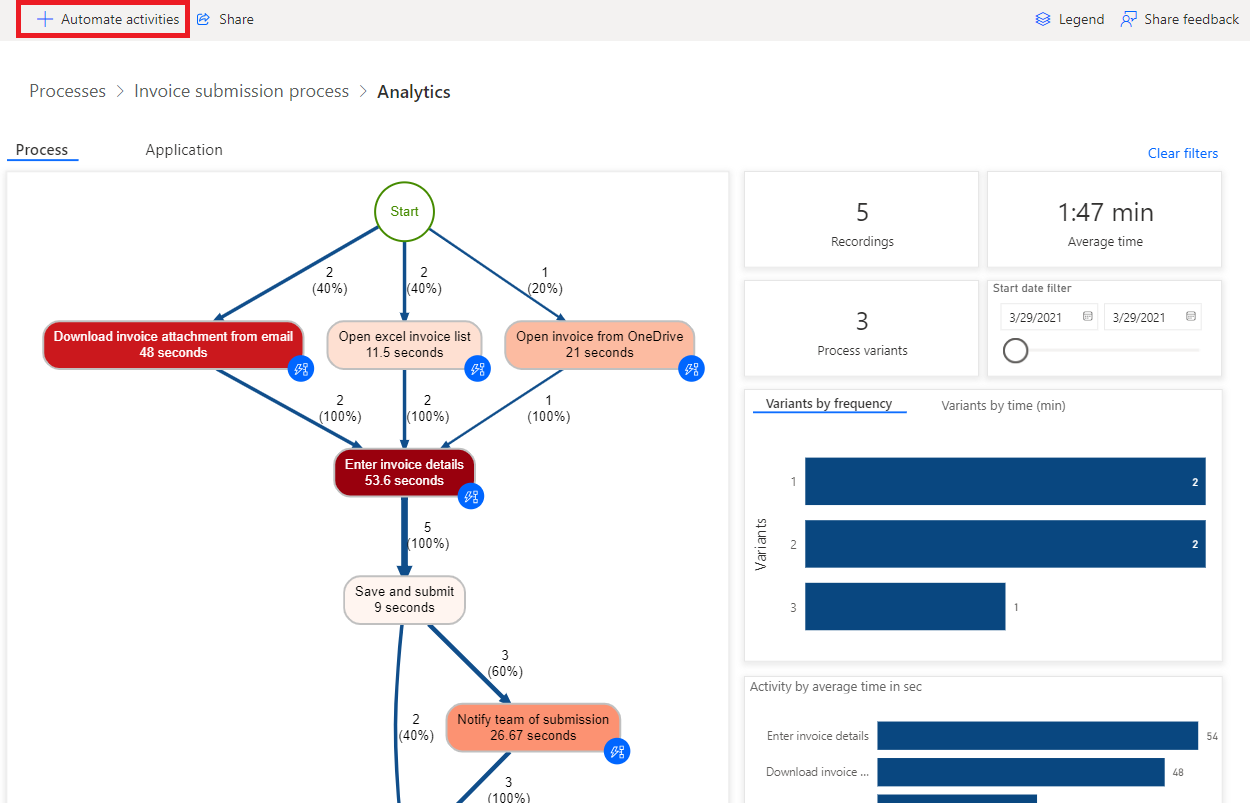 Automate activities
Share
Legend
Share feedback
Processes > Invoice submission process > Analytics
Process
Application
Clear filters
Start
2
(40%)
2
(40%)
1
(20%)
Download invoice attachment from email
48 seconds
Open excel invoice list
11.5 seconds
Open invoice from OneDrive
21 seconds
2
(100%)
2
(100%)
1
(100%)
Enter invoice details
53.6 seconds
5
(100%)
Save and submit
9 seconds
3
(60%)
2
(40%)
Notify team of submission
26.67 seconds
3
(100%)
5
Recordings
1:47 min
Average time
3
Process variants
Start date filter
3/29/2021
3/29/2021
Variants by frequency
Variants by time (min)
Variants
1
2
2
2
3
1
Activity by average time in sec
Enter invoice details
54
Download invoice ...
48